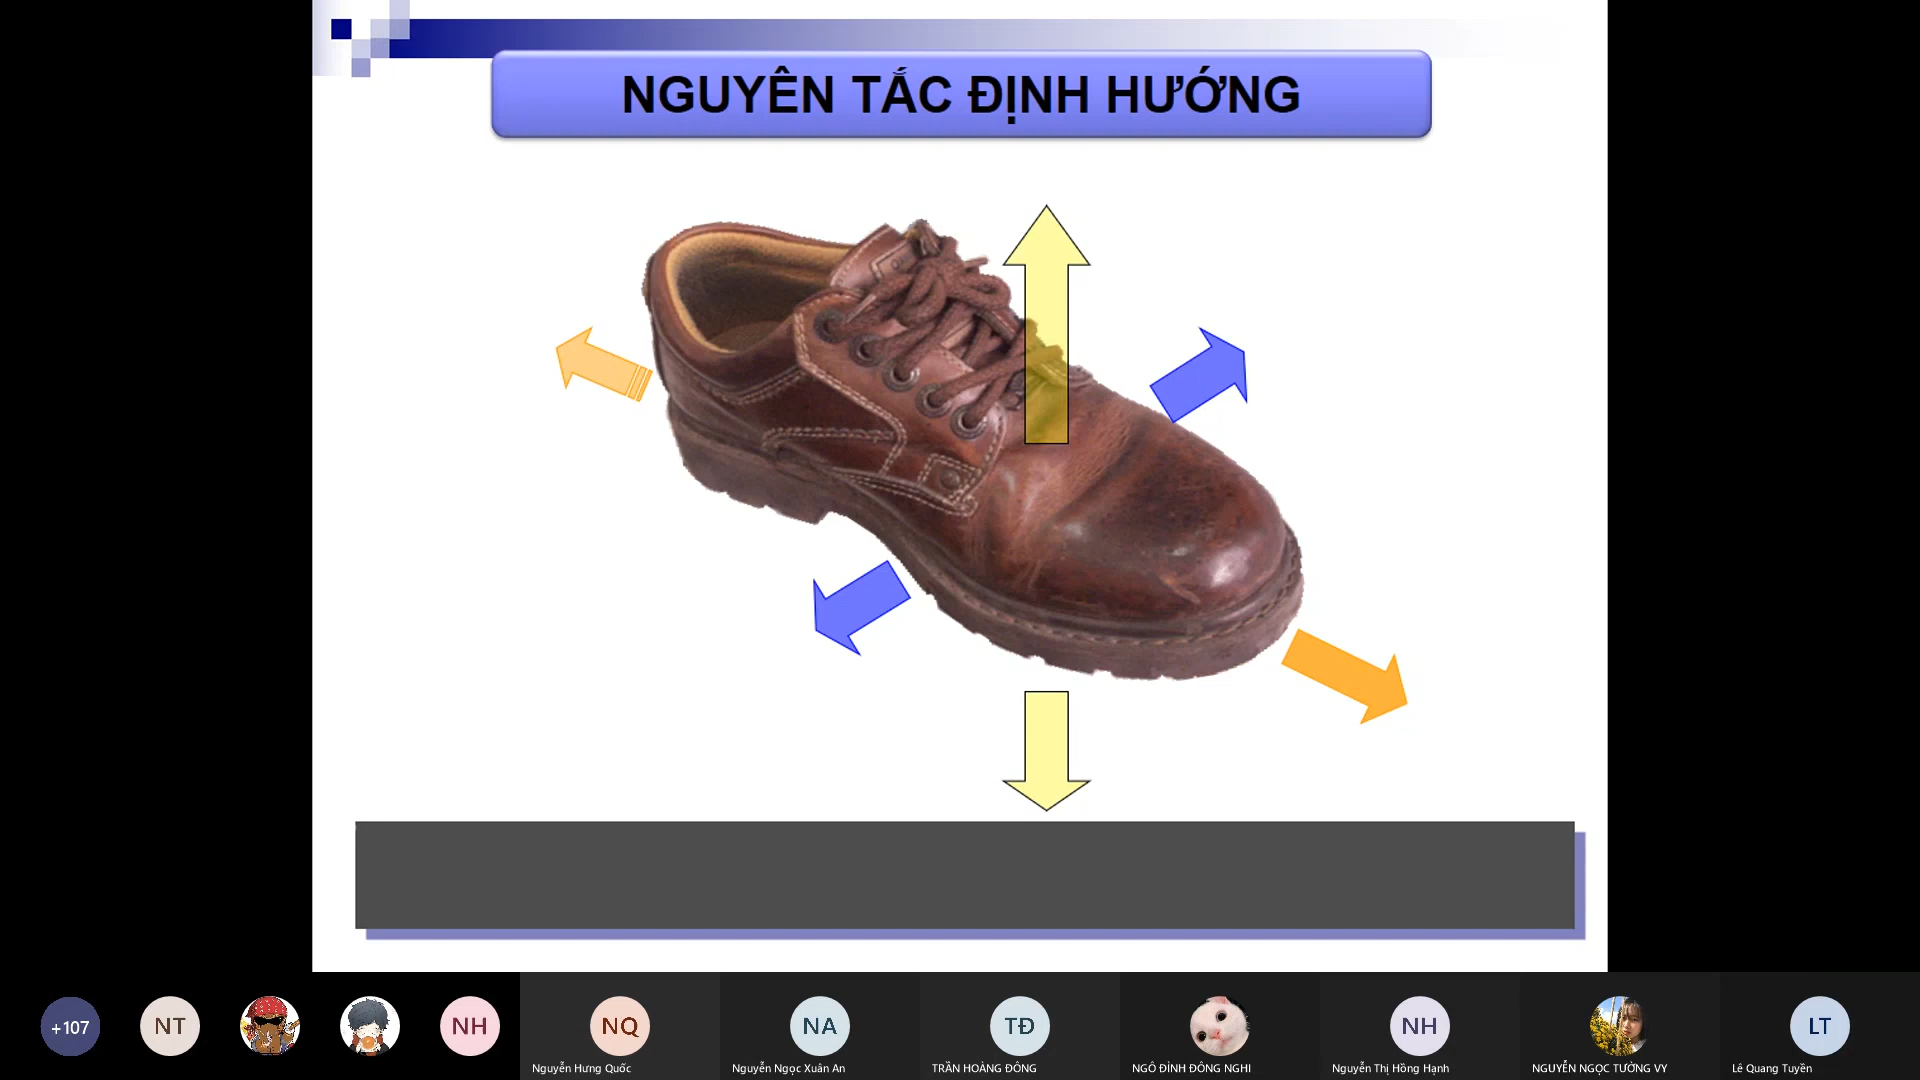 NGUYÊN TẮC ĐỊNH HƯỚNG
+107
NT
NH
NQ
NA
TĐ
NH
LT
Nguyễn Hưng Quốc
Nguyễn Ngọc Xuân An
TRẦN HOÀNG ĐÔNG
NGÔ ĐÌNH ĐÔNG NGHI
Nguyễn Thị Hồng Hạnh
NGUYỄN NGỌC TƯỜNG VY
Lê Quang Tuyền